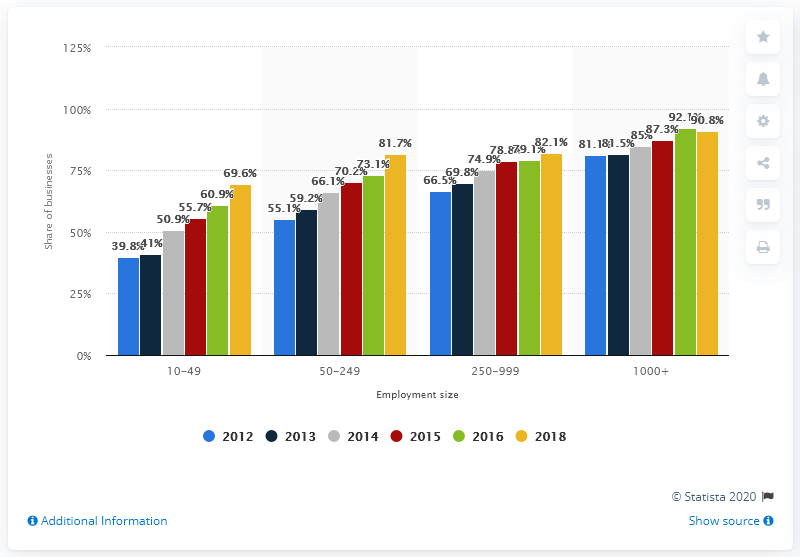 125%
100%
75%
50%
25%
0%
Share of businesses
39.8% 41% 50.9% 55.7% 60.9% 69.6%
55.1% 59.2% 66.1% 70.2% 73.1% 81.7%
66.5% 69.8% 74.9% 78.8% 79.1% 82.1%
81.1% 81.5% 85% 87.3% 92.1% 90.8%
10–49 50–249 250–999 1000+
Employment size
2012 2013 2014 2015 2016 2018
© Statista 2020
Additional Information Show source